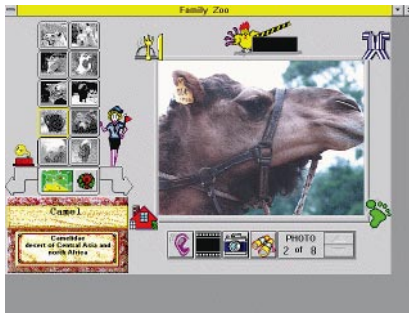 Family Zoo
Camel
Camelidae
desert of Central Asia and
north Africa
PHOTO
2 of 8